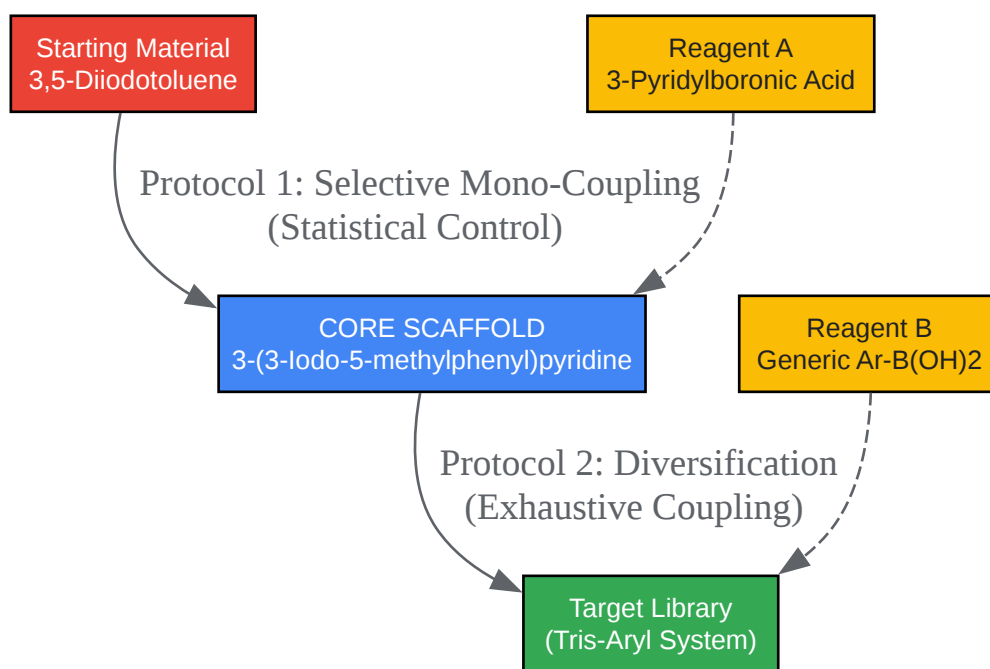 Starting Material
3,5-Diiodotoluene
Reagent A
3-Pyridylboronic Acid
Protocol 1: Selective Mono-Coupling
(Statistical Control)
CORE SCAFFOLD
3-(3-Iodo-5-methylphenyl)pyridine
Reagent B
Generic Ar-B(OH)2
Protocol 2: Diversification
(Exhaustive Coupling)
Target Library
(Tris-Aryl System)